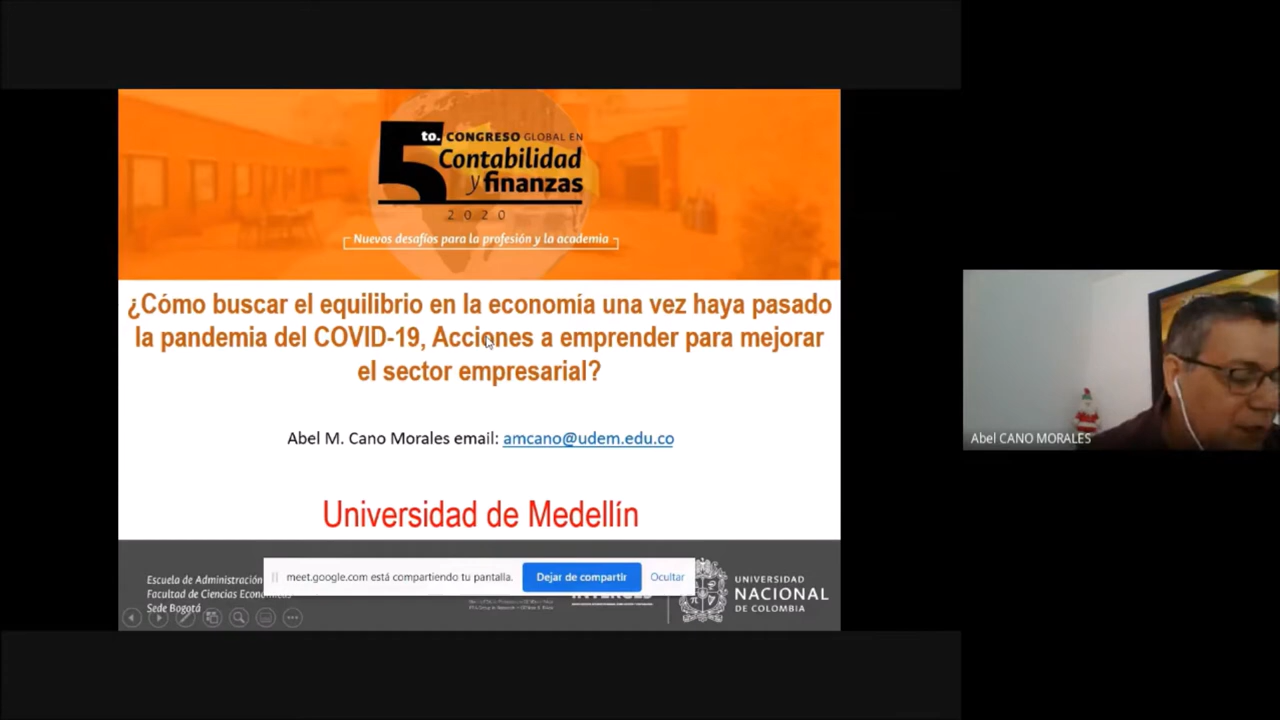 5to. CONGRESO GLOBAL EN
Contabilidad
y finanzas
2020
Nuevos desafíos para la profesión y la academia
¿Cómo buscar el equilibrio en la economía una vez haya pasado
la pandemia del COVID-19, Acciones a emprender para mejorar
el sector empresarial?
Abel M. Cano Morales email: amcano@udem.edu.co
Universidad de Medellín
Escuela de Administración
Facultad de Ciencias Económicas
Sede Bogotá
meet.google.com está compartiendo tu pantalla.
Dejar de compartir
Ocultar
UNIVERSIDAD
NACIONAL
DE COLOMBIA
Abel CANO MORALES